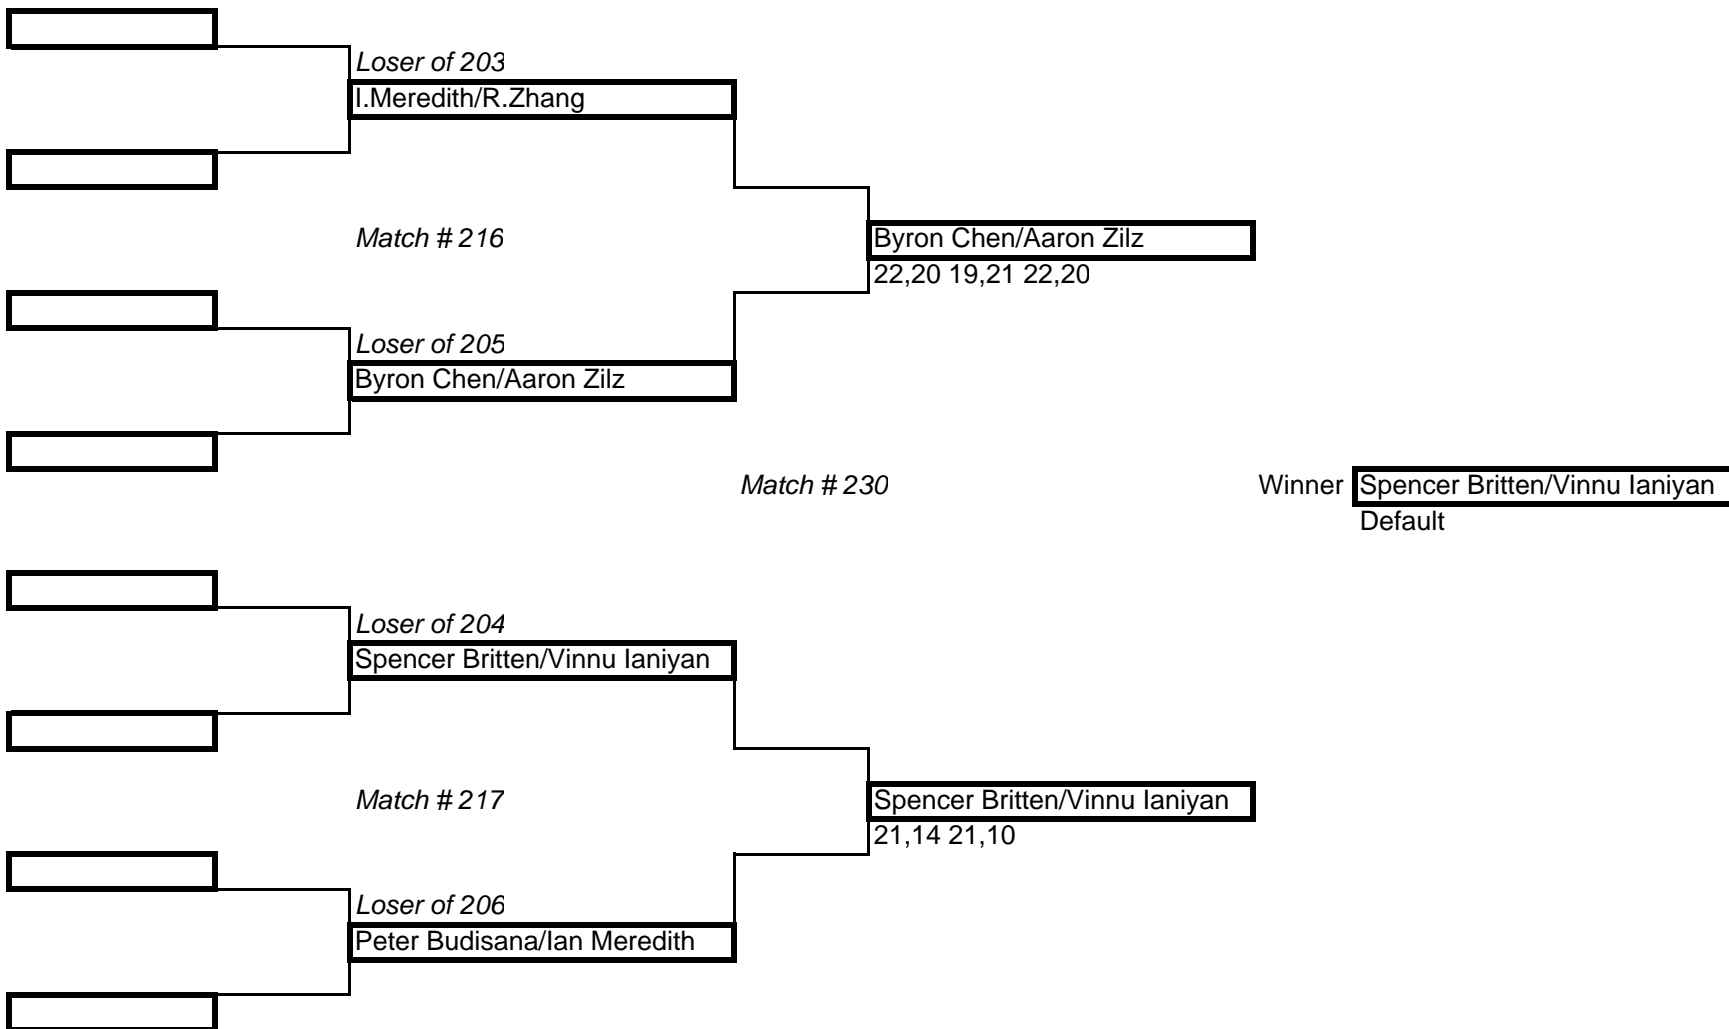 Loser of 203
I.Meredith/R.Zhang
Match # 216
Byron Chen/Aaron Zilz
22,20 19,21 22,20
Loser of 205
Byron Chen/Aaron Zilz
Match # 230
Winner Spencer Britten/Vinnu Ianiyan
Default
Loser of 204
Spencer Britten/Vinnu Ianiyan
Match # 217
Spencer Britten/Vinnu Ianiyan
21,14 21,10
Loser of 206
Peter Budisana/Ian Meredith